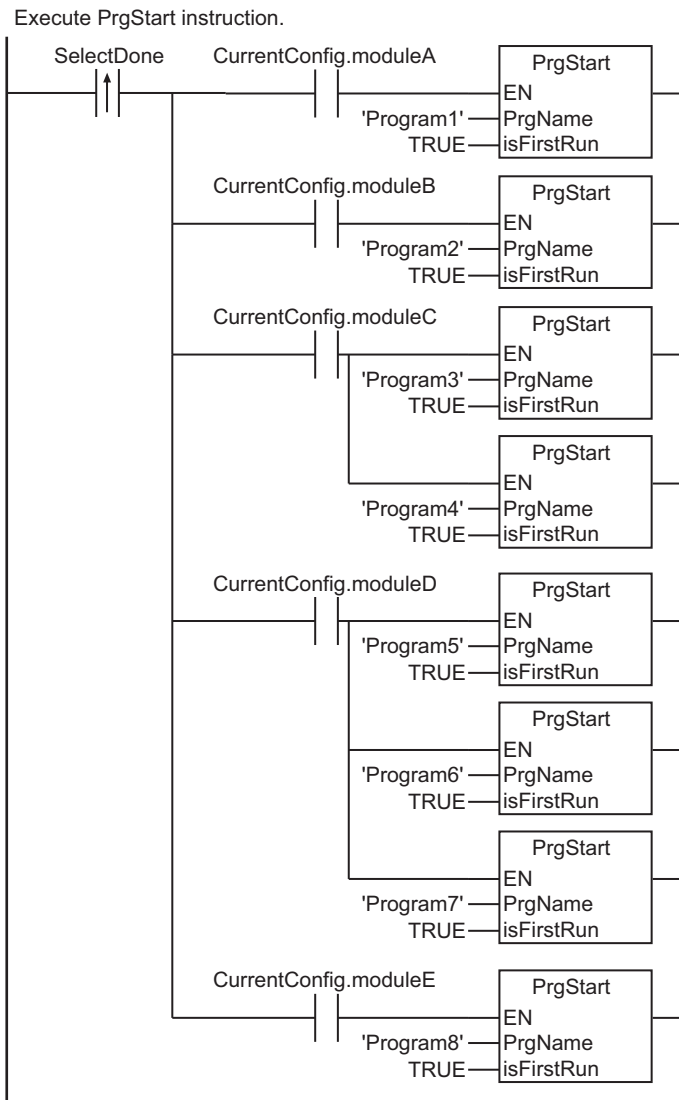 Execute PrgStart instruction.
SelectDone
CurrentConfig.moduleA
PrgStart
EN
'Program1' PrgName
TRUE isFirstRun
CurrentConfig.moduleB
PrgStart
EN
'Program2' PrgName
TRUE isFirstRun
CurrentConfig.moduleC
PrgStart
EN
'Program3' PrgName
TRUE isFirstRun
PrgStart
EN
'Program4' PrgName
TRUE isFirstRun
CurrentConfig.moduleD
PrgStart
EN
'Program5' PrgName
TRUE isFirstRun
PrgStart
EN
'Program6' PrgName
TRUE isFirstRun
PrgStart
EN
'Program7' PrgName
TRUE isFirstRun
CurrentConfig.moduleE
PrgStart
EN
'Program8' PrgName
TRUE isFirstRun